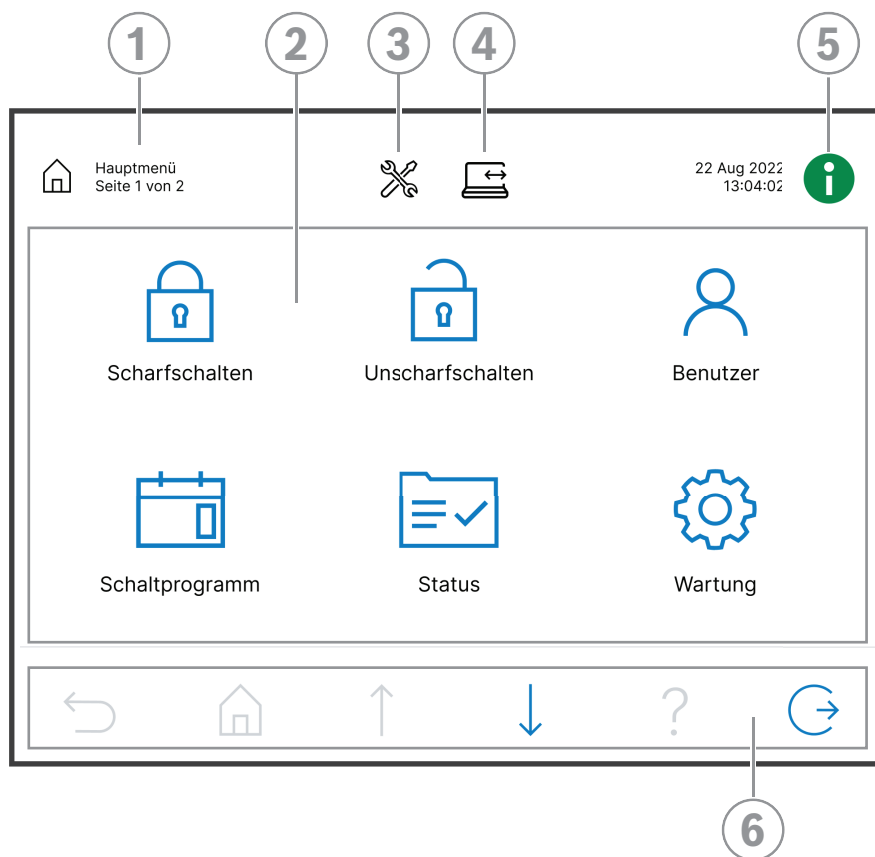 1
2
3
4
5
Hauptmenü
Seite 1 von 2
22 Aug 2022
13:04:02
Scharfschalten
Unscharfschalten
Benutzer
Schaltprogramm
Status
Wartung
?
6